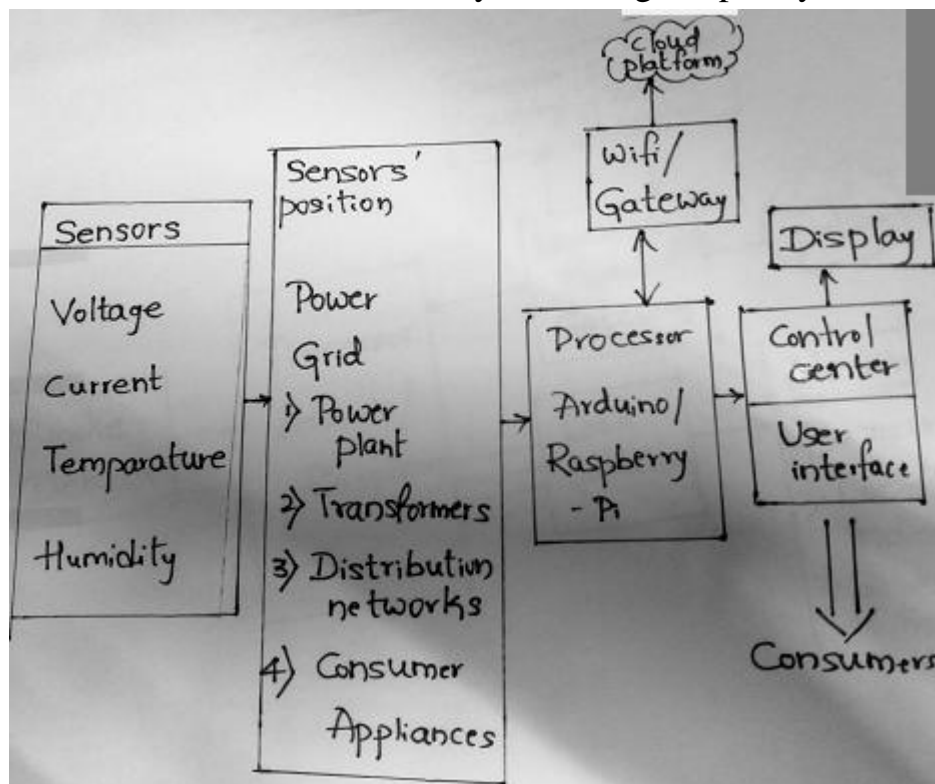 Sensors
Voltage
Current
Temparature
Humidity
Sensors'
position
Power
Grid
1) Power
plant
2) Transformers
3) Distribution
networks
4) Consumer
Appliances
cloud
platform
Wifi/
Gateway
Processor
Arduino/
Raspberry
- Pi
Display
Control
center
User
interface
Consumers